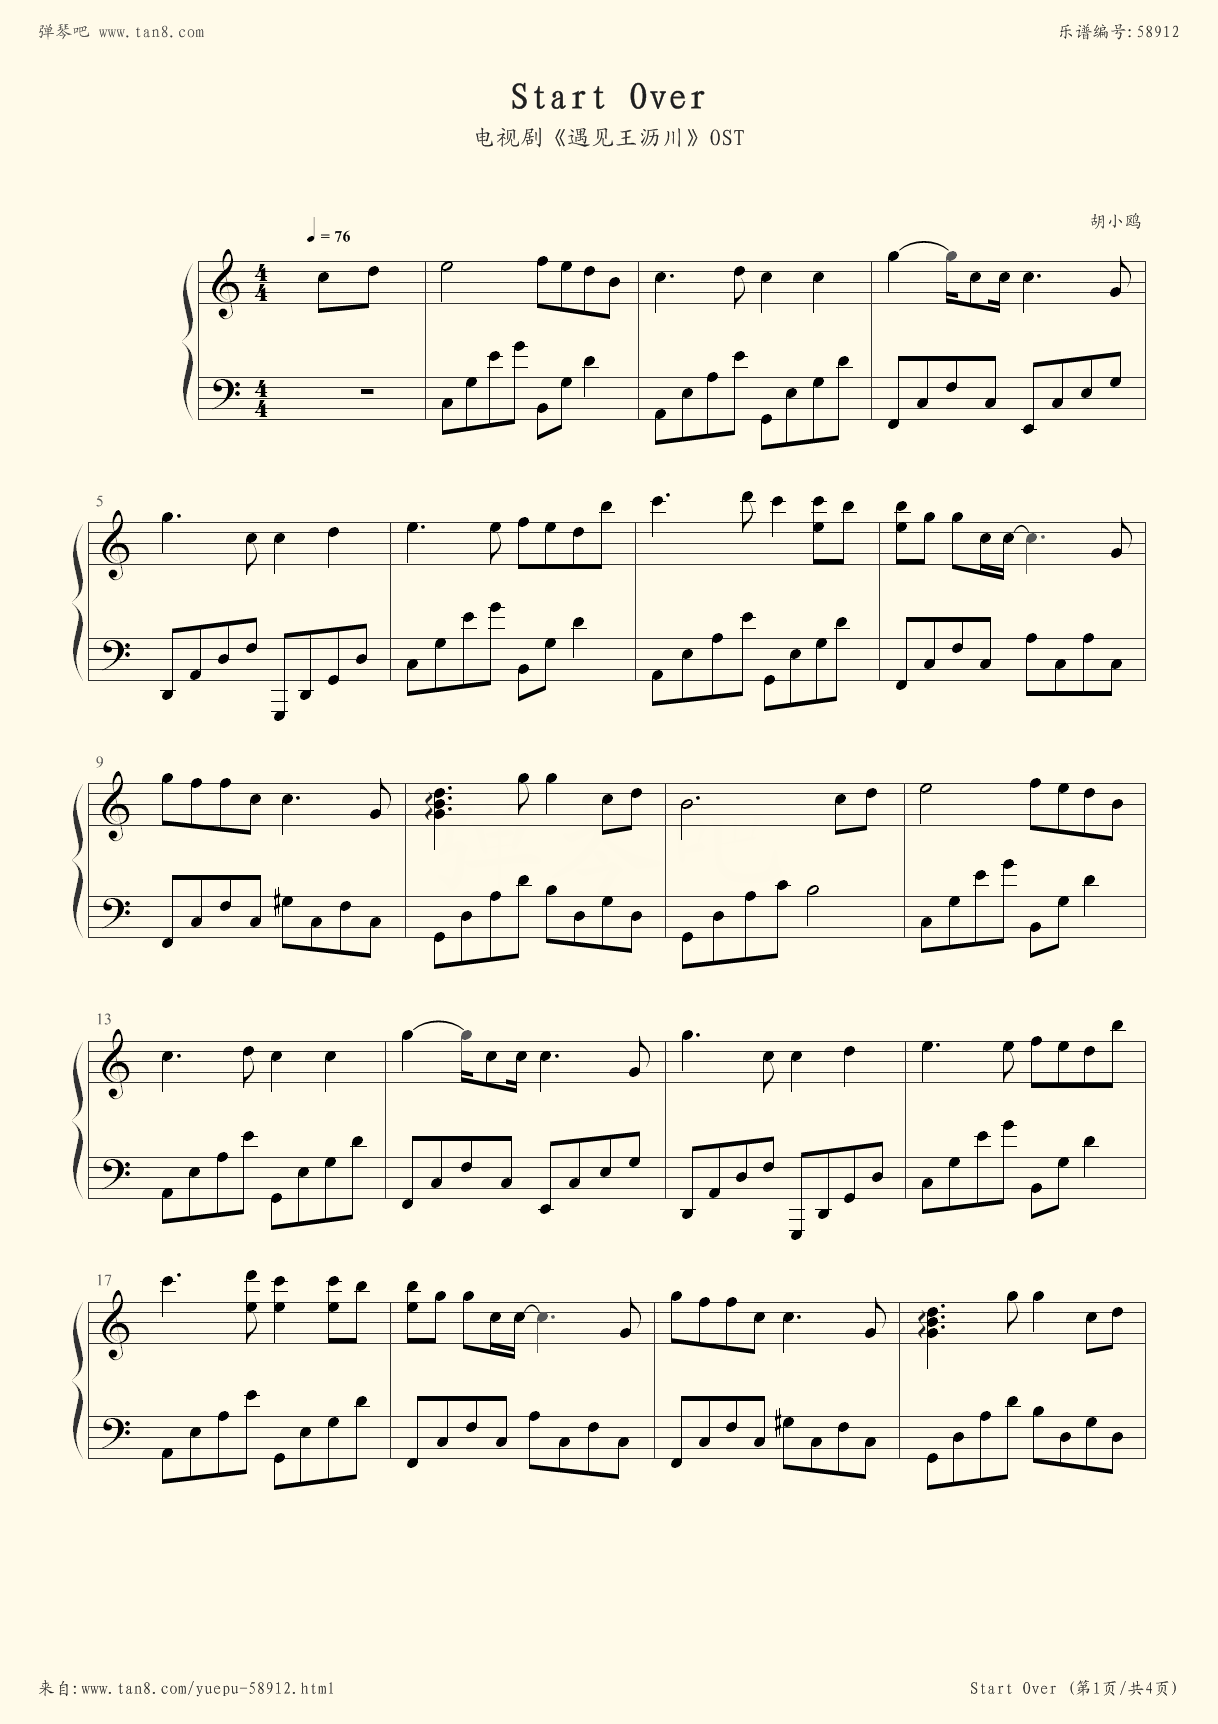 弹琴吧 www.tan8.com
乐谱编号:58912
Start Over
电视剧《遇见王沥川》OST
胡小鸥
= 76
4
4
4
4
5
9
13
17
来自:www.tan8.com/yuepu-58912.html
Start Over (第1页/共4页)